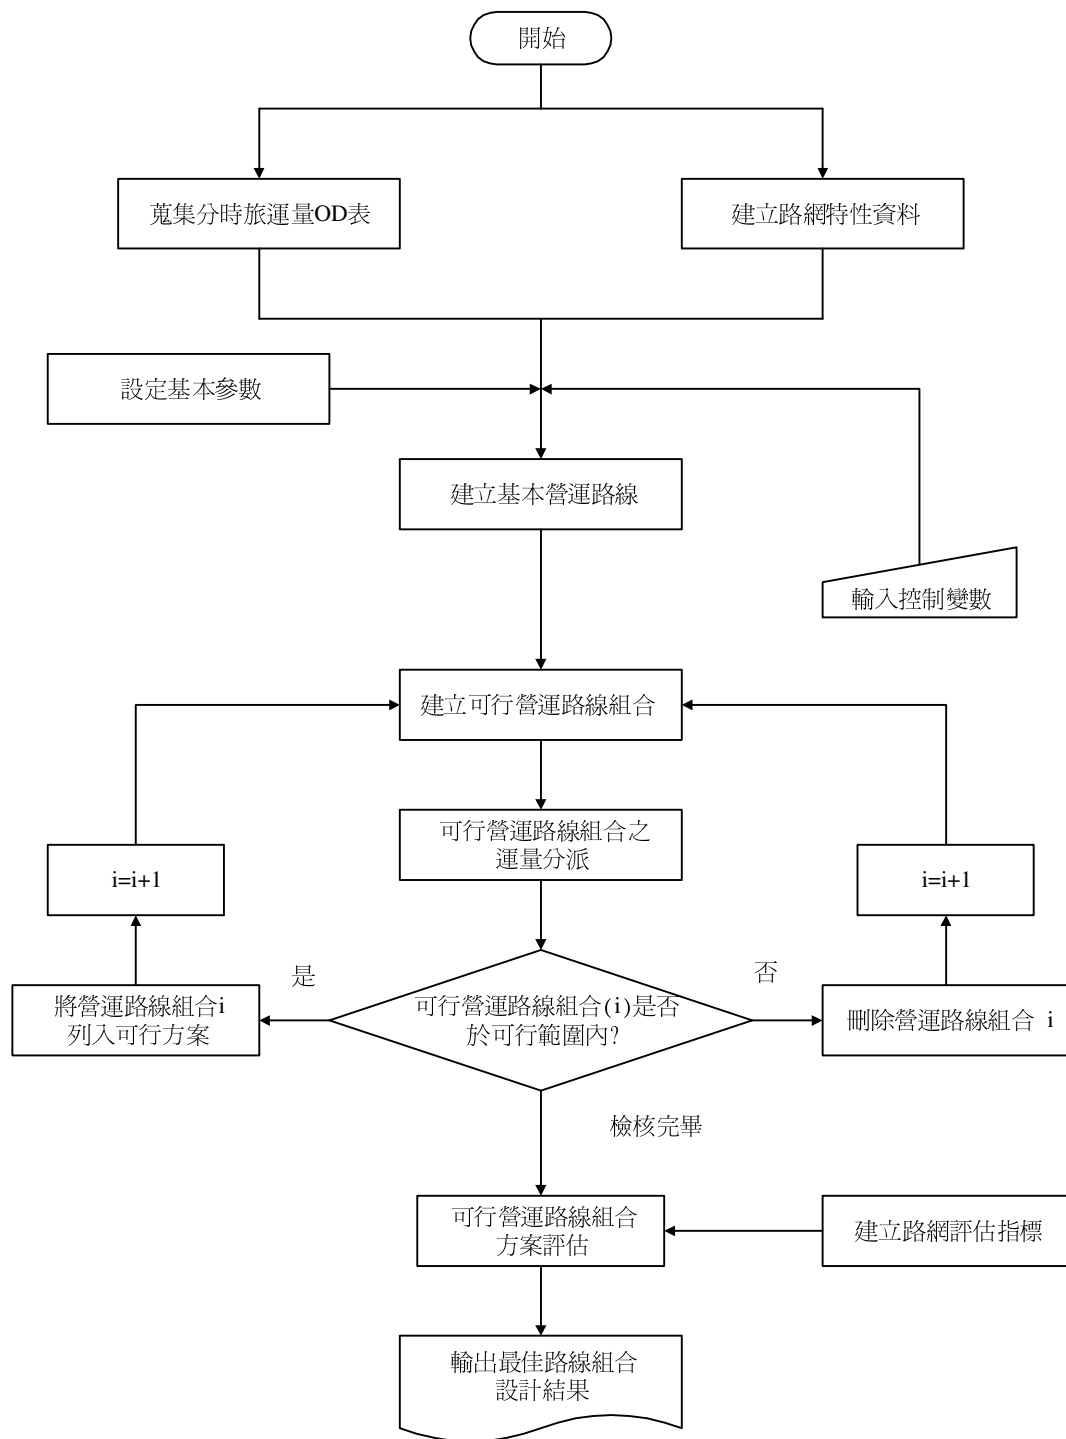 開始
蒐集分時旅運量OD表
建立路網特性資料
設定基本參數
建立基本營運路線
輸入控制變數
建立可行營運路線組合
可行營運路線組合之
運量分派
i=i+1
i=i+1
是
否
將營運路線組合i
列入可行方案
可行營運路線組合(i)是否
於可行範圍內?
刪除營運路線組合 i
檢核完畢
可行營運路線組合
方案評估
建立路網評估指標
輸出最佳路線組合
設計結果